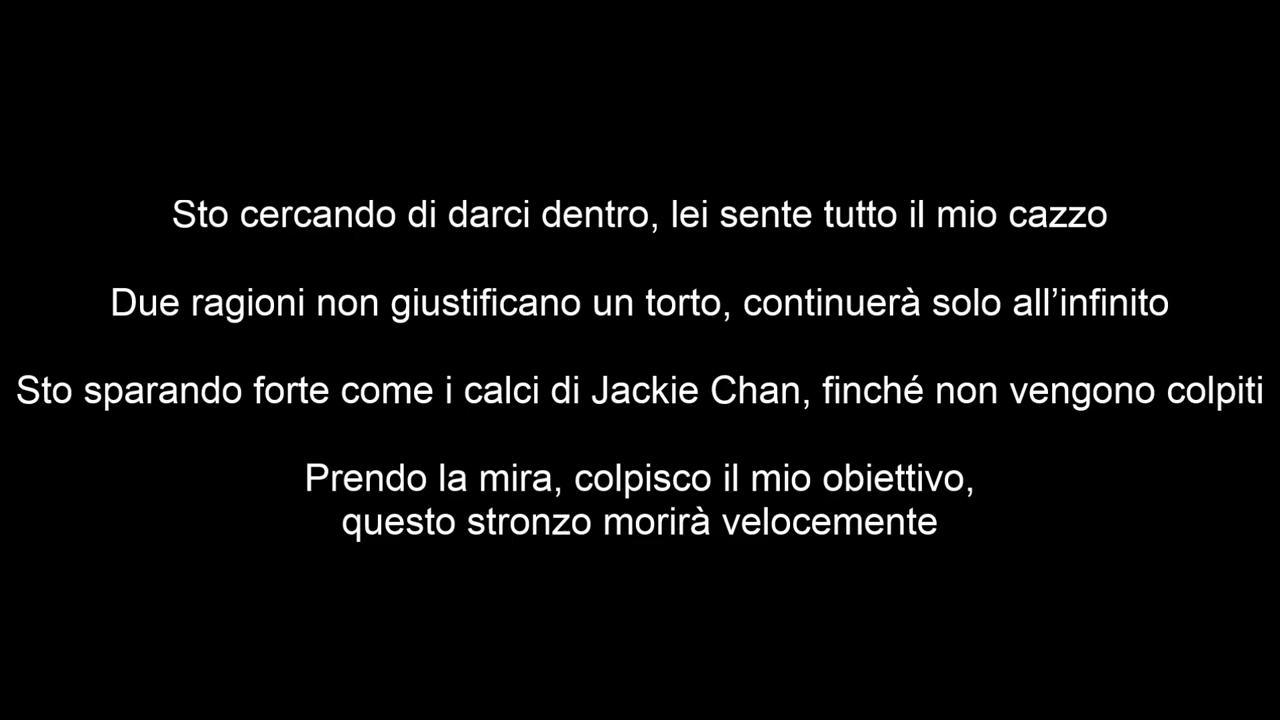 Sto cercando di darci dentro, lei sente tutto il mio cazzo
Due ragioni non giustificano un torto, continuerà solo all’infinito
Sto sparando forte come i calci di Jackie Chan, finché non vengono colpiti
Prendo la mira, colpisco il mio obiettivo,
questo stronzo morirà velocemente